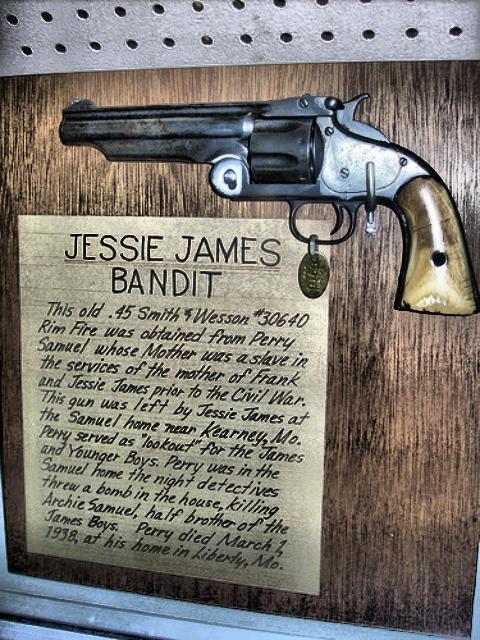 JESSIE JAMES
BANDIT
This old .45 Smith & Wesson #30640
Rim Fire was obtained from Perry
Samuel whose Mother was a slave in
the services of the mother of Frank
and Jessie James prior to the Civil War.
This gun was left by Jessie James at
the Samuel home near Kearney, Mo.
Perry served as "lookout" for the James
and Younger Boys. Perry was in the
Samuel home the night detectives
threw a bomb in the house, killing
Archie Samuel, half brother of the
James Boys. Perry died March
1938, at his home in Liberty, Mo.